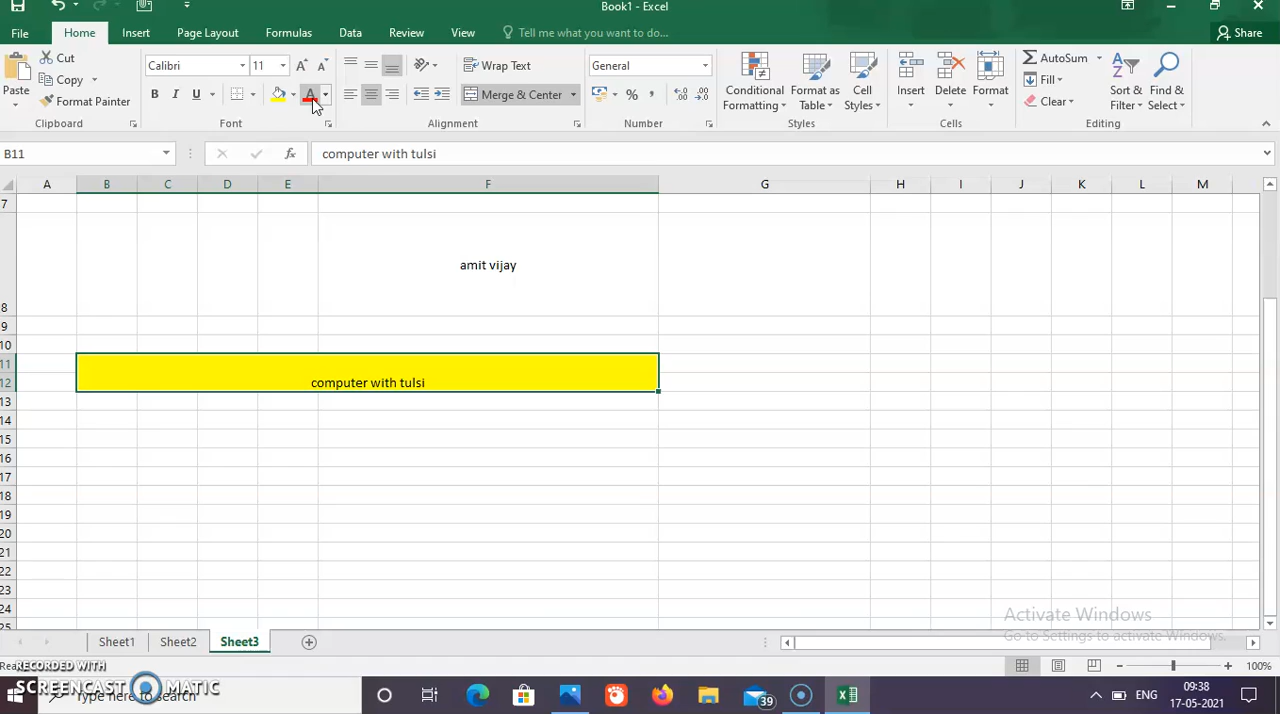 Book1 - Excel
File Home Insert Page Layout Formulas Data Review View Tell me what you want to do... Share
Paste Cut Copy Format Painter
Clipboard
Calibri 11
B I U
Font
Wrap Text
Merge & Center
Alignment
General
% ,
Number
Conditional Formatting
Format as Table
Cell Styles
Styles
Insert Delete Format
Cells
AutoSum
Fill
Clear
Sort & Filter
Find & Select
Editing
B11 fx computer with tulsi
A B C D E F G H I J K L M
7
amit vijay
8
9
10
11
computer with tulsi
12
13
14
15
16
17
18
19
20
21
22
23
24
25
Activate Windows
Go to Settings to activate Windows.
Sheet1 Sheet2 Sheet3
RECORDED WITH
100%
SCREENCAST MATIC
Type here to search
39
ENG
09:38
17-05-2021